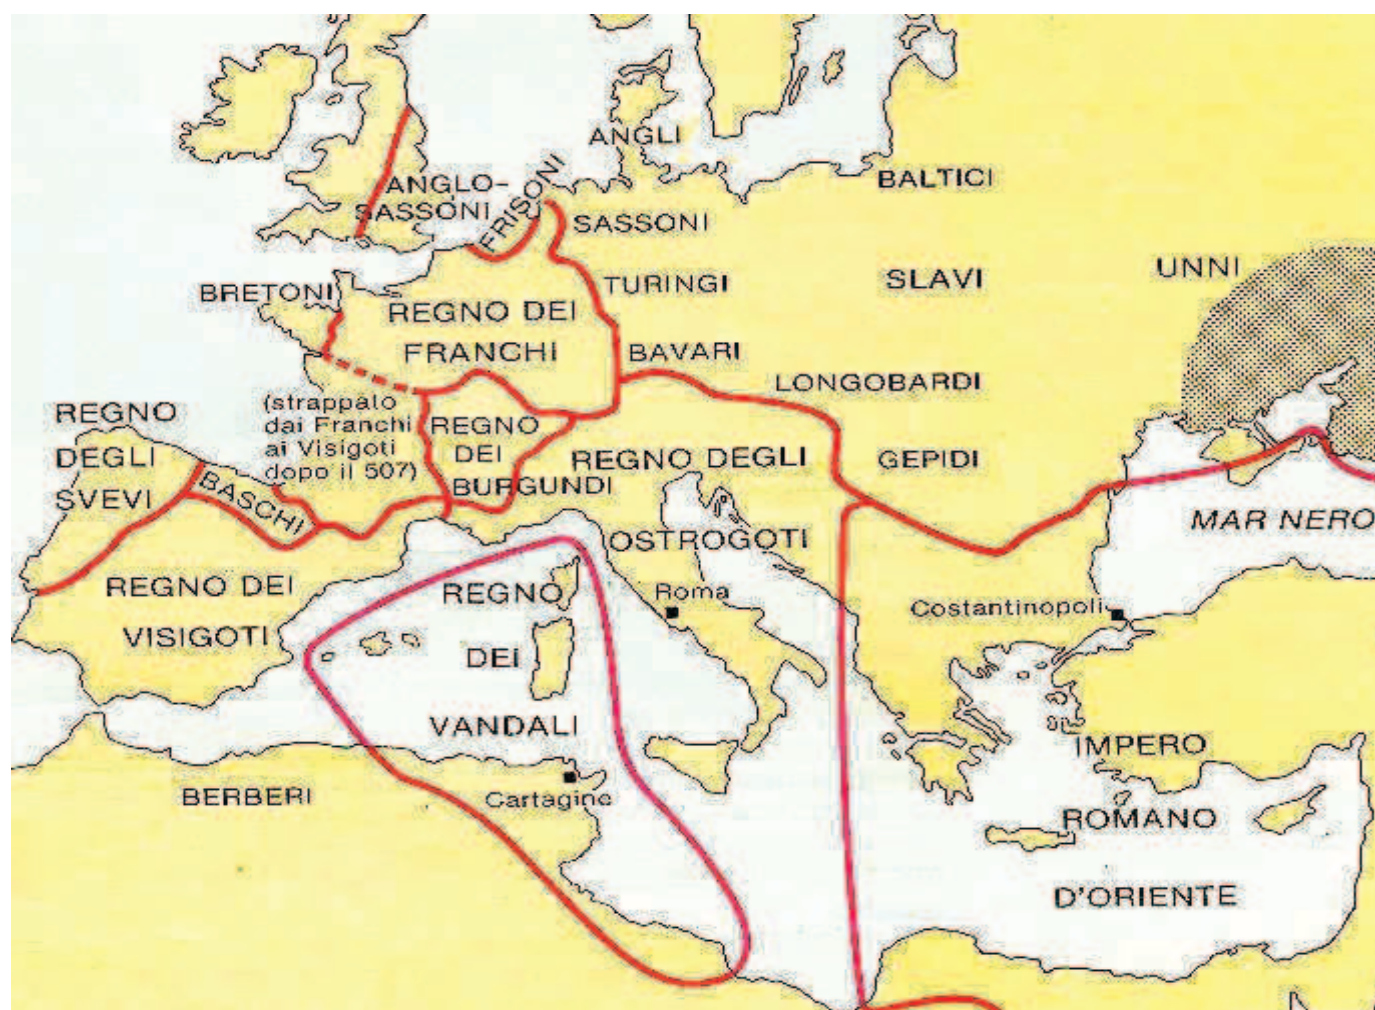 ANGLI
BALTICI
ANGLO-
SASSONI
FRISONI
SASSONI
UNNI
SLAVI
TURINGI
BRETONI
REGNO DEI
FRANCHI
BAVARI
LONGOBARDI
(strappato
dai Franchi
ai Visigoti
dopo il 507)
REGNO
DEGLI
SVEVI
REGNO
DEI
BURGUNDI
REGNO DEGLI
OSTROGOTI
GEPIDI
BASCHI
MAR NERO
REGNO DEI
VISIGOTI
REGNO
DEI
VANDALI
Roma
Costantinopoli
IMPERO
ROMANO
D'ORIENTE
BERBERI
Cartagine